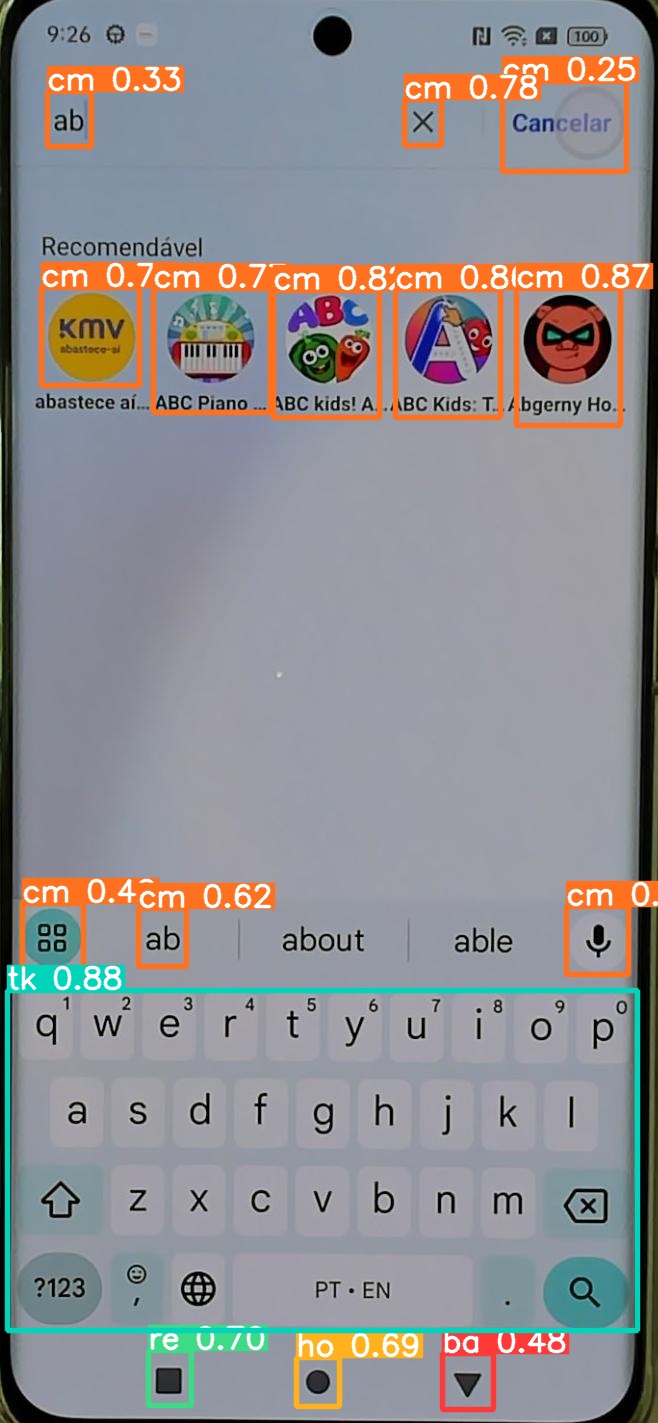 9:26 100
cm 0.33 cm 0.78 cm 0.25
ab Cancelar
Recomendável
cm 0.7 cm 0.7 cm 0.8 cm 0.8 cm 0.87
KMV
abastece-aí
ABC
A
abastece aí... ABC Piano ... ABC kids! A... ABC Kids: T... Abgerny Ho...
cm 0.4 cm 0.62 cm 0.
ab about able
tk 0.88
1 2 3 4 5 6 7 8 9 0
q w e r t y u i o p
a s d f g h j k l
z x c v b n m
?123 , PT • EN .
re 0.70 ho 0.69 ba 0.48